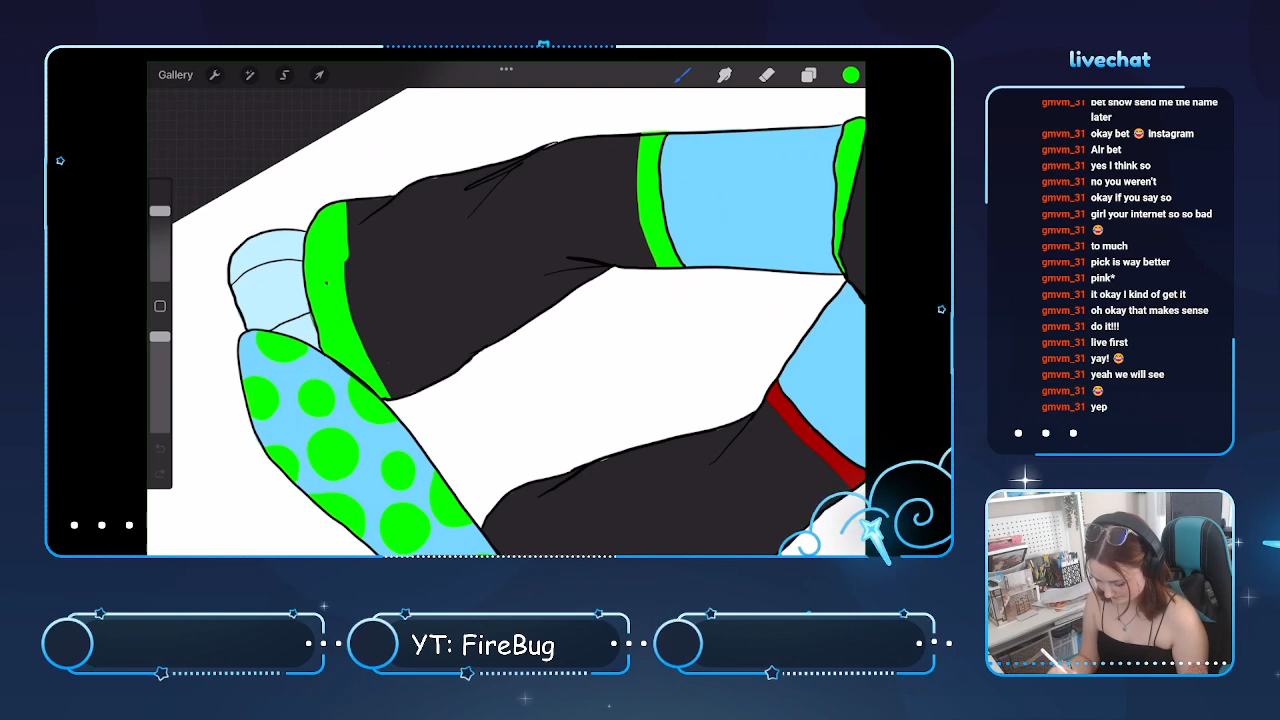 Gallery
livechat
gmvm_31 bet snow send me the name
later
gmvm_31 okay bet 😂 Instagram
gmvm_31 Alr bet
gmvm_31 yes I think so
gmvm_31 no you weren't
gmvm_31 okay if you say so
gmvm_31 girl your internet so so bad
gmvm_31 😂
gmvm_31 to much
gmvm_31 pick is way better
gmvm_31 pink*
gmvm_31 it okay I kind of get it
gmvm_31 oh okay that makes sense
gmvm_31 do it!!!
gmvm_31 live first
gmvm_31 yay! 😂
gmvm_31 yeah we will see
gmvm_31 😂
gmvm_31 yep
YT: FireBug